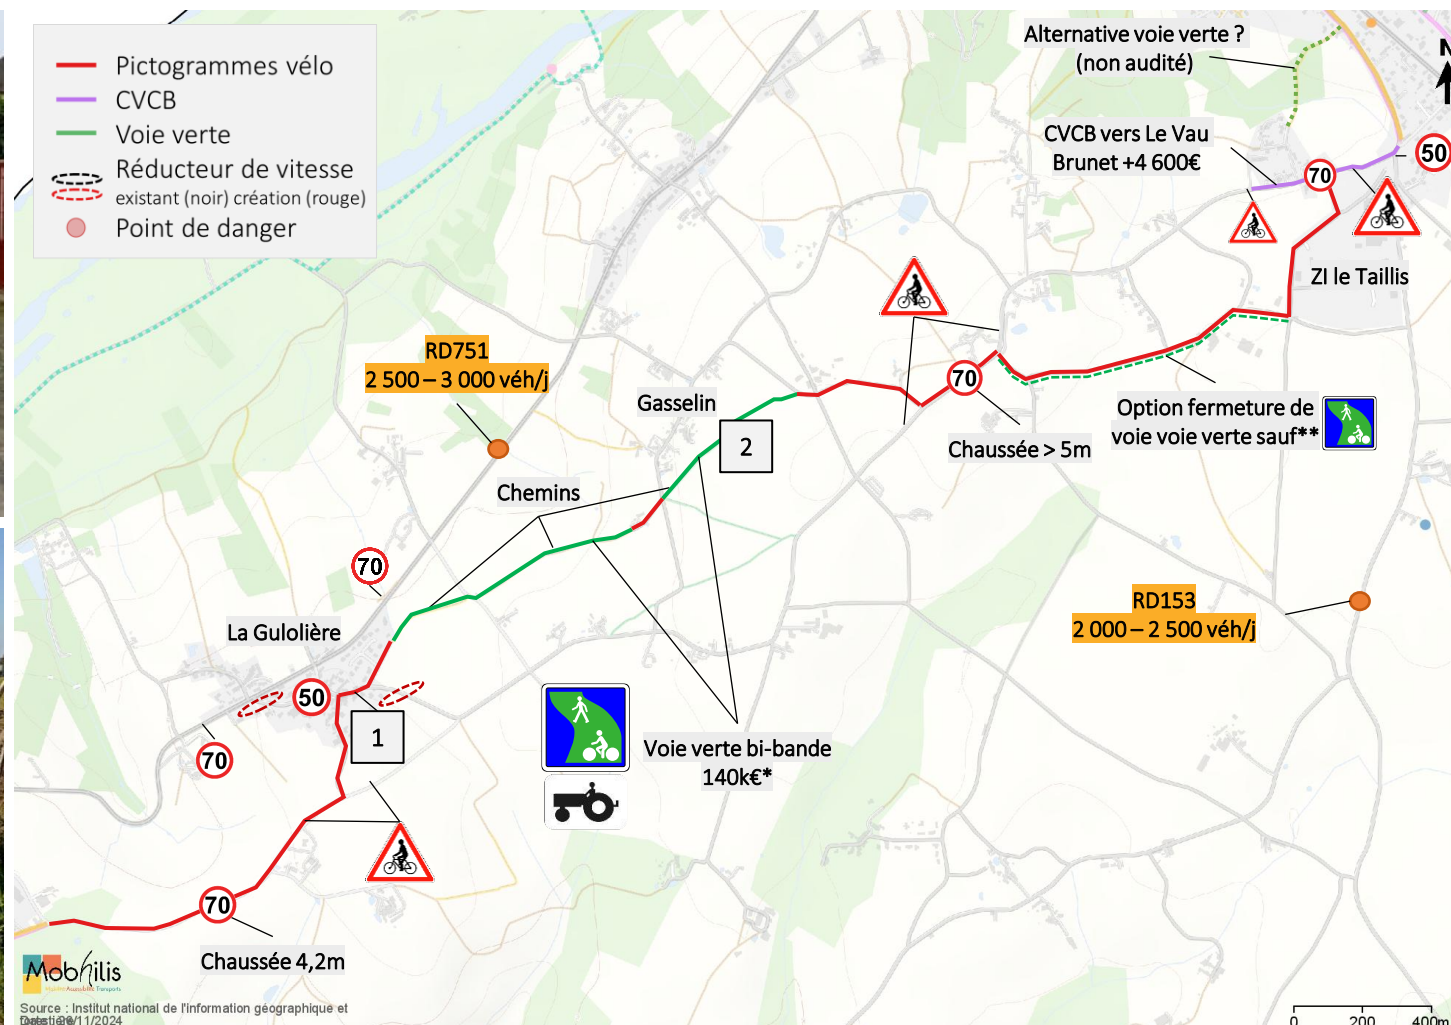 Pictogrammes vélo
CVCB
Voie verte
Réducteur de vitesse
existant (noir) création (rouge)
Point de danger
Alternative voie verte ?
(non audité)
N
CVCB vers Le Vau
Brunet +4 600€
50
70
ZI le Taillis
RD751
2 500 – 3 000 véh/j
Gasselin
70
2
Option fermeture de
voie voie verte sauf**
Chaussée > 5m
Chemins
70
RD153
2 000 – 2 500 véh/j
La Gulolière
50
1
70
Voie verte bi-bande
140k€*
70
Chaussée 4,2m
Mobhilis
Source : Institut national de l'information géographique et
forestière
26/11/2024
0 200 400m